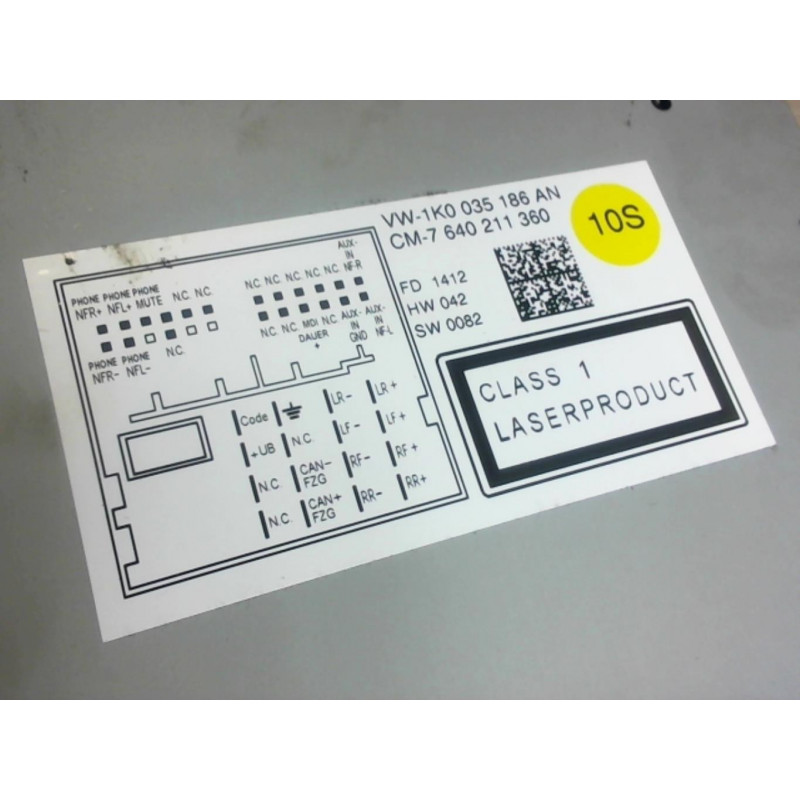 VW-1K0 035 186 AN
CM-7 640 211 360
10S
FD 1412
HW 042
SW 0082
CLASS 1
LASERPRODUCT
PHONE PHONE PHONE
NFR+ NFL+ MUTE N.C. N.C.
PHONE PHONE N.C.
NFR- NFL-
AUX-
IN
N.C. N.C. N.C. N.C. N.C. NF-R
N.C. N.C. MDI N.C. AUX- AUX-
DAUER IN IN
+ GND NF-L
Code LR- LR+
+UB N.C. LF- LF+
N.C. CAN- RF- RF+
FZG
N.C. CAN+ RR- RR+
FZG